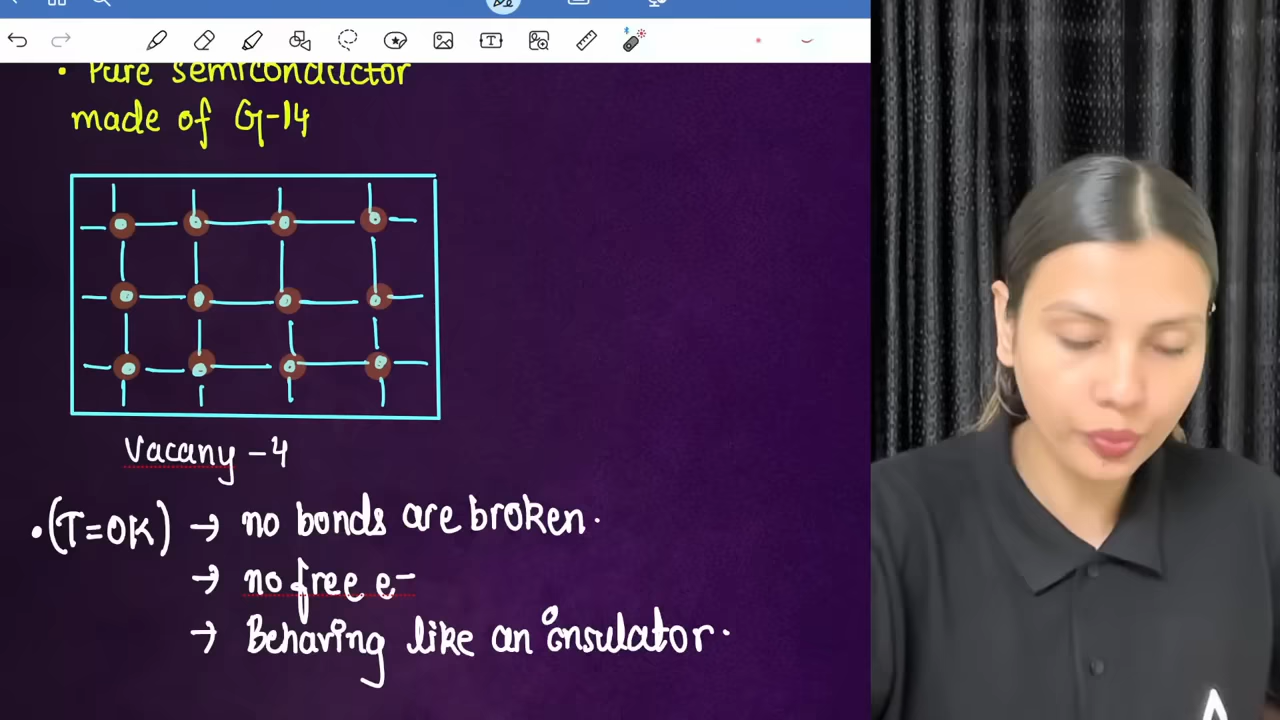 • Pure semiconductor
made of G-14
Vacany - 4
• (T=0K) → no bonds are broken.
→ no free e-
→ Behaving like an insulator.